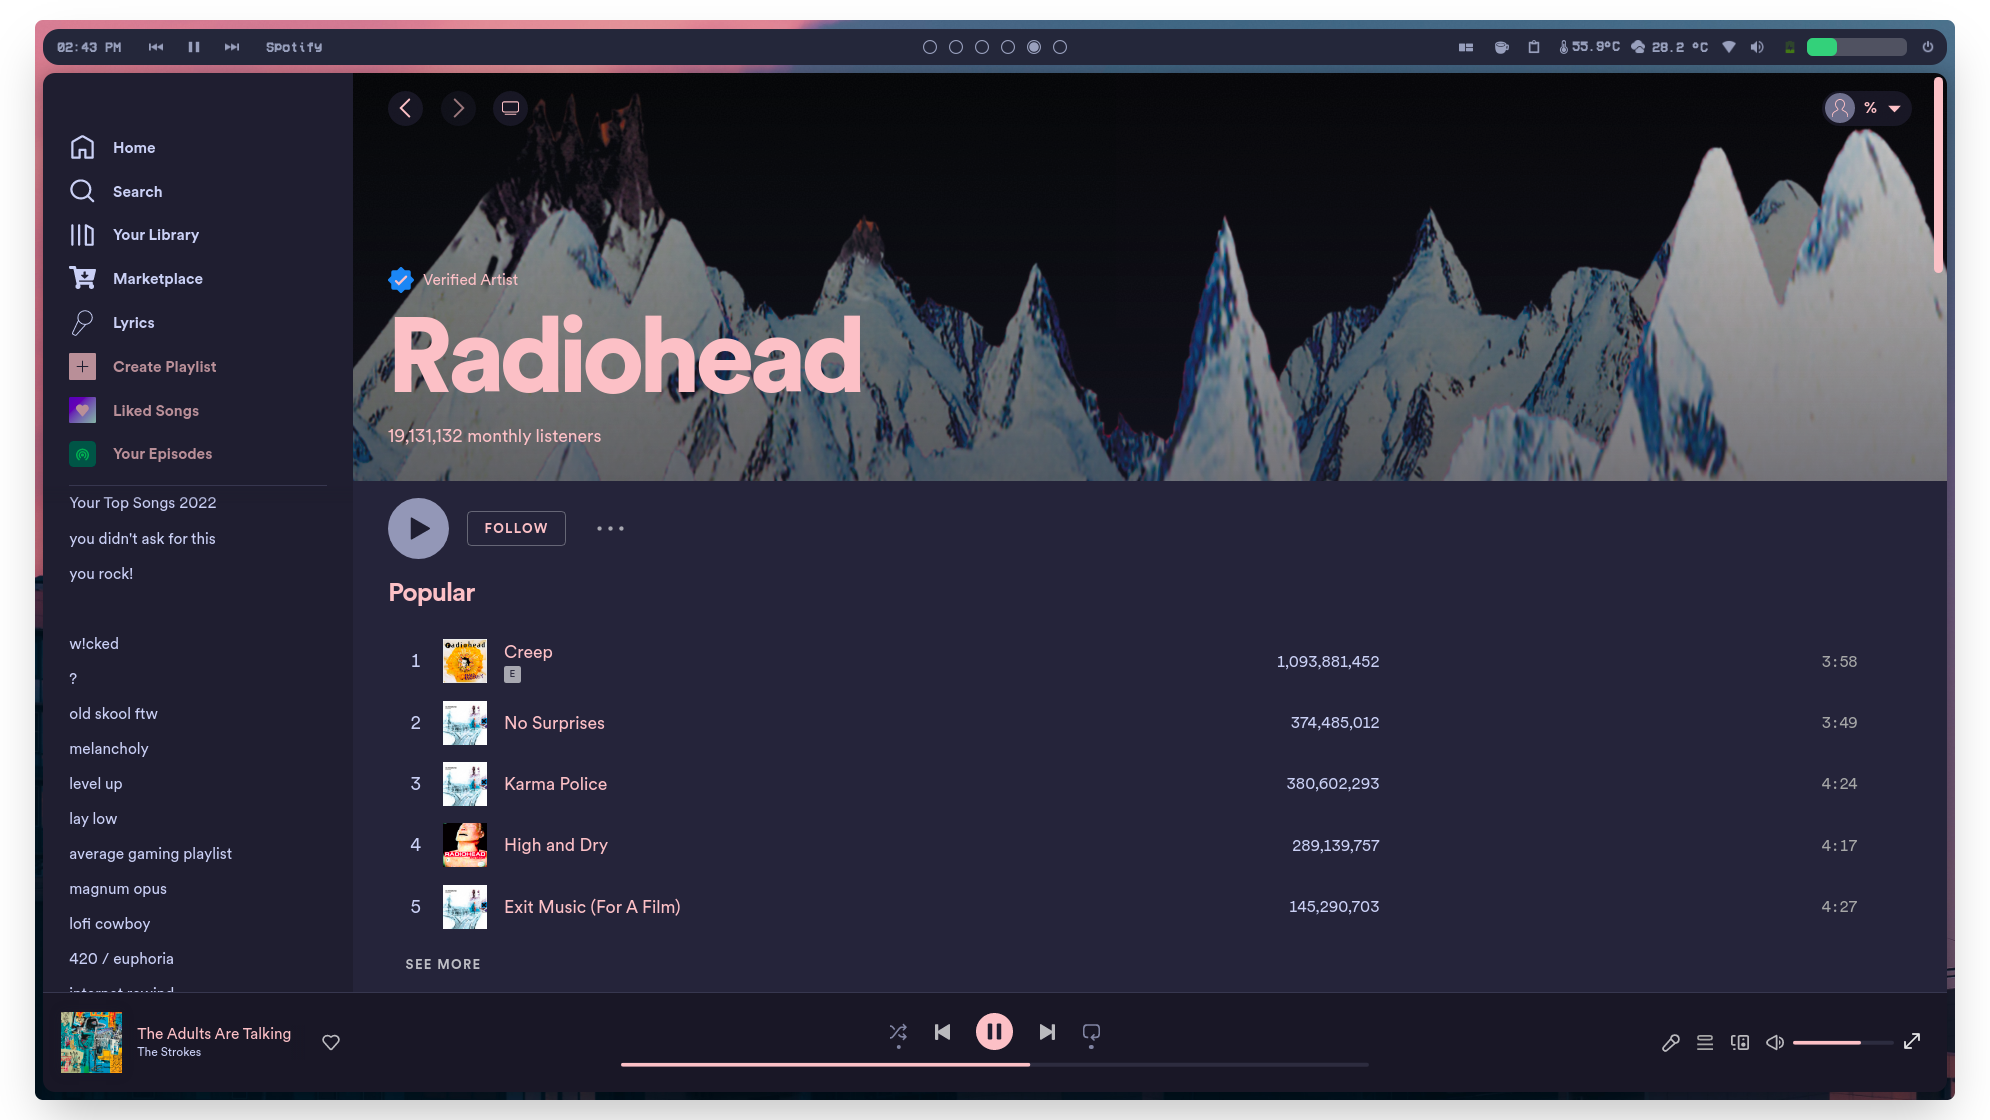 02:43 PM
Spotify
55.9°C
28.2 °C
Home
Search
Your Library
Marketplace
Lyrics
Create Playlist
Liked Songs
Your Episodes
Your Top Songs 2022
you didn't ask for this
you rock!
w!cked
?
old skool ftw
melancholy
level up
lay low
average gaming playlist
magnum opus
lofi cowboy
420 / euphoria
internet rewind
%
Verified Artist
Radiohead
19,131,132 monthly listeners
FOLLOW
Popular
1 Creep 1,093,881,452 3:58
E
2 No Surprises 374,485,012 3:49
3 Karma Police 380,602,293 4:24
4 High and Dry 289,139,757 4:17
5 Exit Music (For A Film) 145,290,703 4:27
SEE MORE
The Adults Are Talking
The Strokes